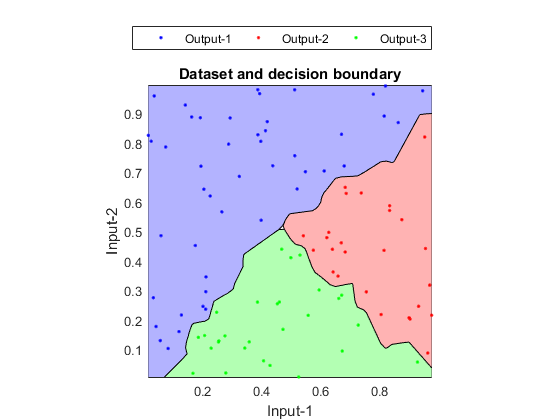 Output-1 Output-2 Output-3
Dataset and decision boundary
0.9
0.8
0.7
0.6
0.5
0.4
0.3
0.2
0.1
Input-2
0.2 0.4 0.6 0.8
Input-1